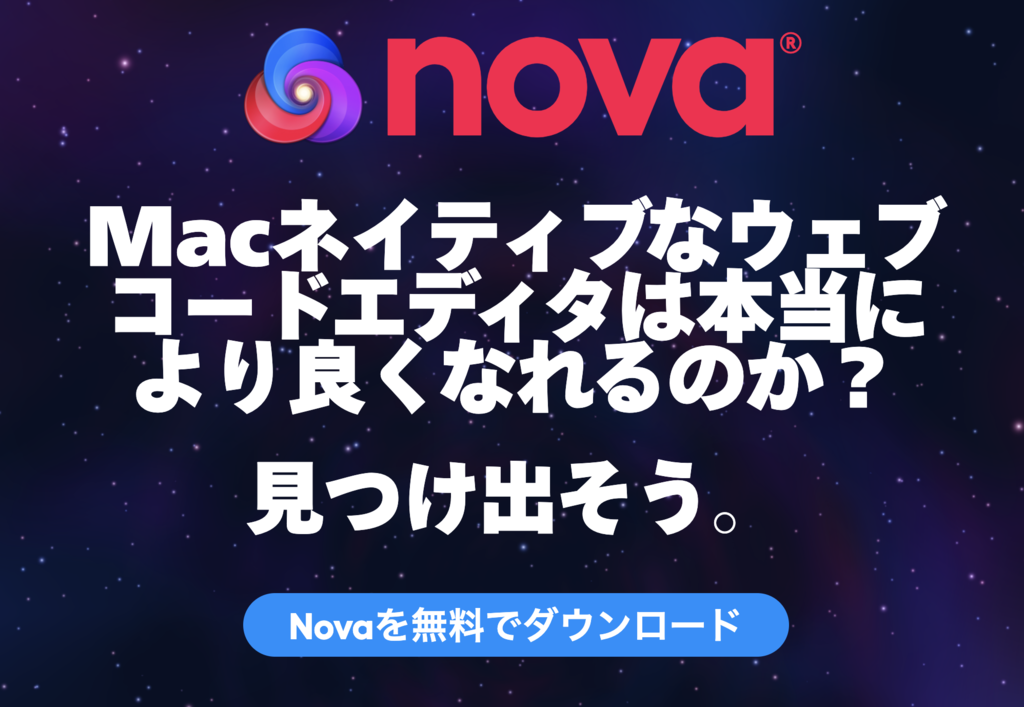 nova®
Macネイティブなウェブ
コードエディタは本当に
より良くなれるのか？
見つけ出そう。
Novaを無料でダウンロード